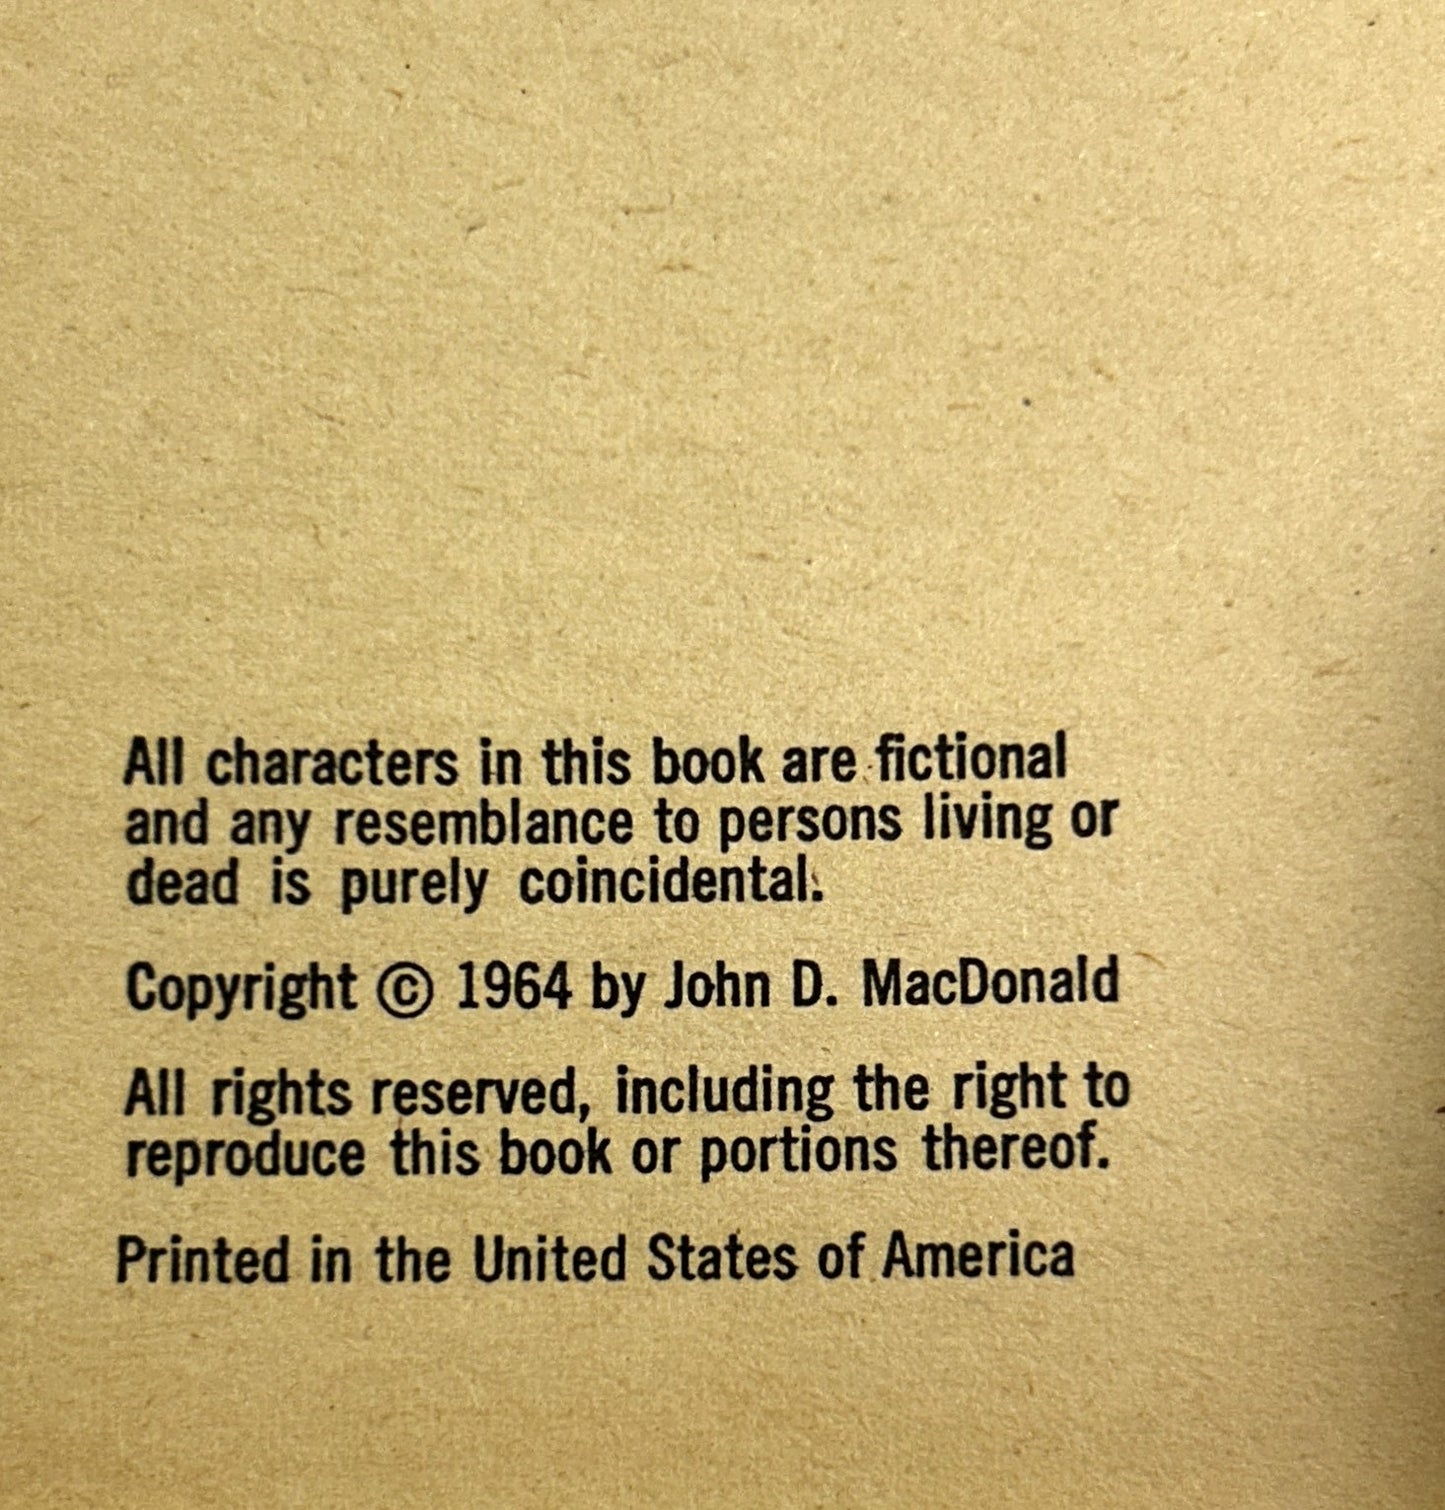 All characters in this book are fictional
and any resemblance to persons living or
dead is purely coincidental.
Copyright © 1964 by John D. MacDonald
All rights reserved, including the right to
reproduce this book or portions thereof.
Printed in the United States of America